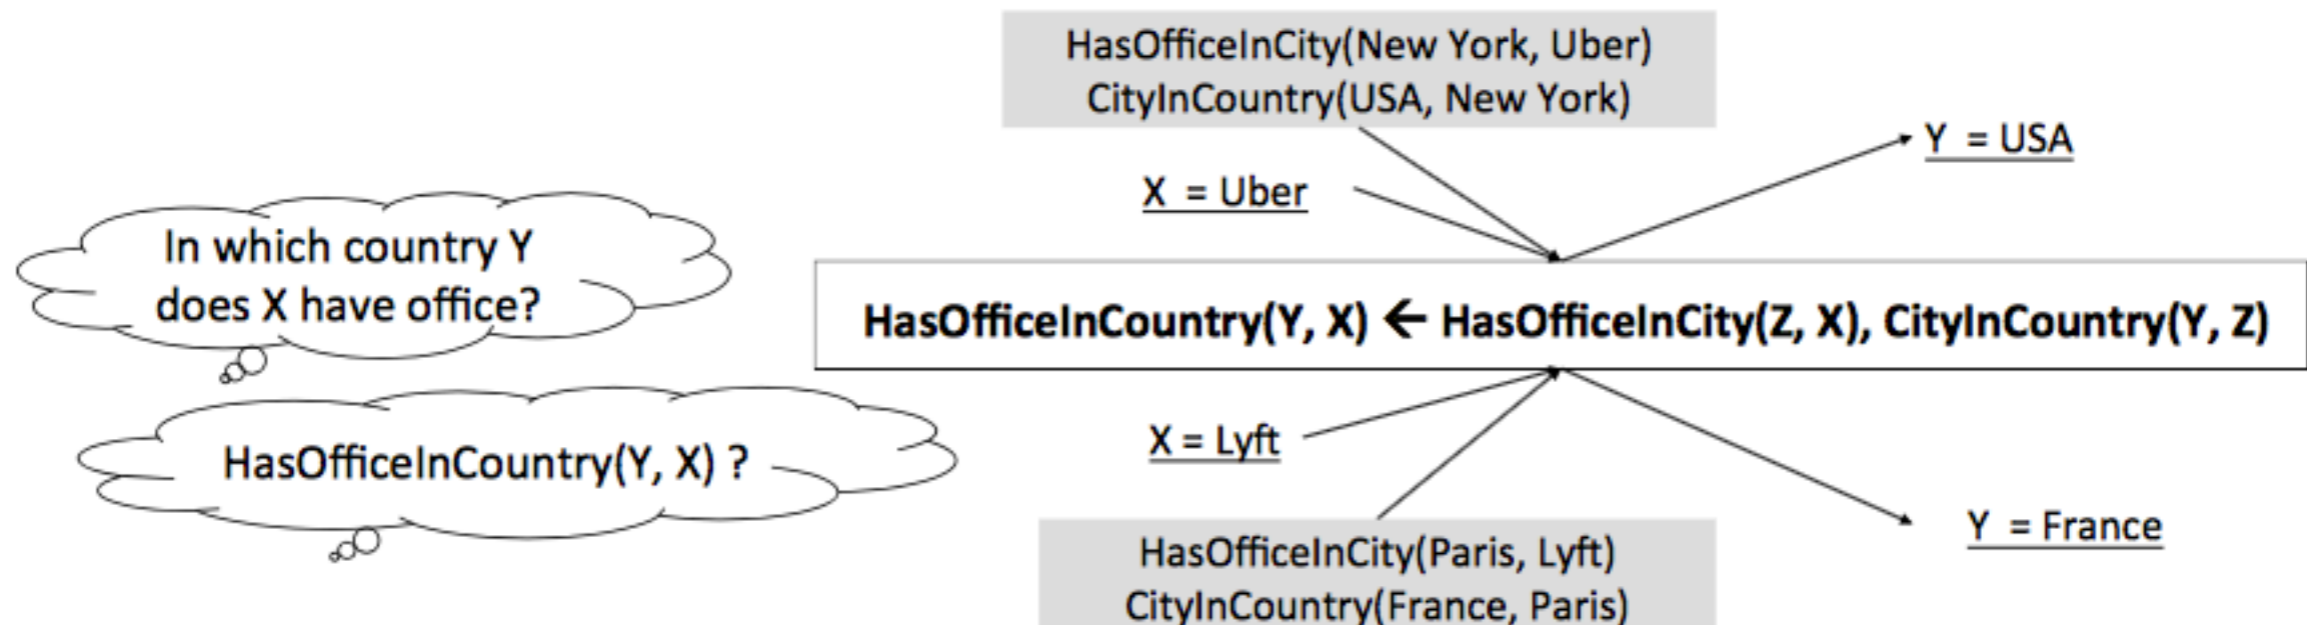 HasOfficeInCity(New York, Uber)
CityInCountry(USA, New York)
Y = USA
X = Uber
In which country Y
does X have office?
HasOfficeInCountry(Y, X) ← HasOfficeInCity(Z, X), CityInCountry(Y, Z)
HasOfficeInCountry(Y, X) ?
X = Lyft
Y = France
HasOfficeInCity(Paris, Lyft)
CityInCountry(France, Paris)